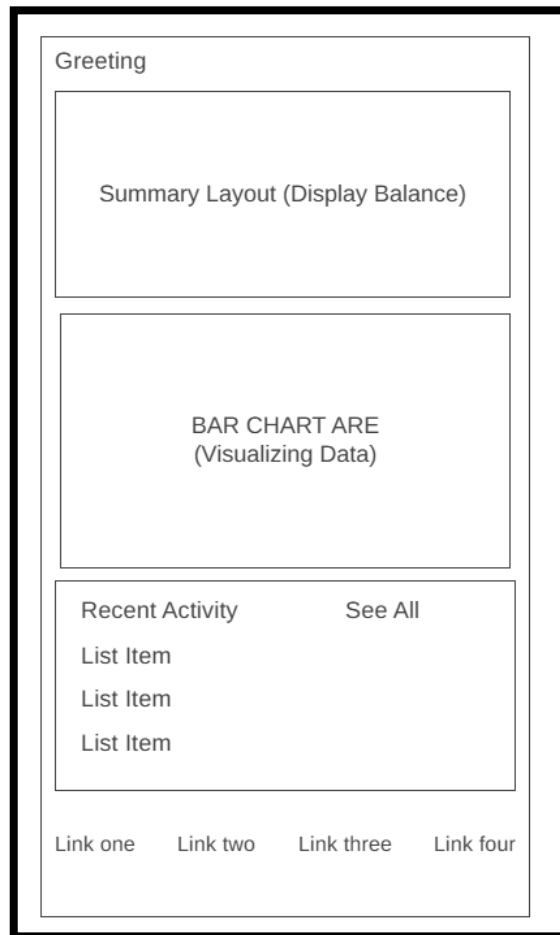 Greeting
Summary Layout (Display Balance)
BAR CHART ARE
(Visualizing Data)
Recent Activity See All
List Item
List Item
List Item
Link one Link two Link three Link four